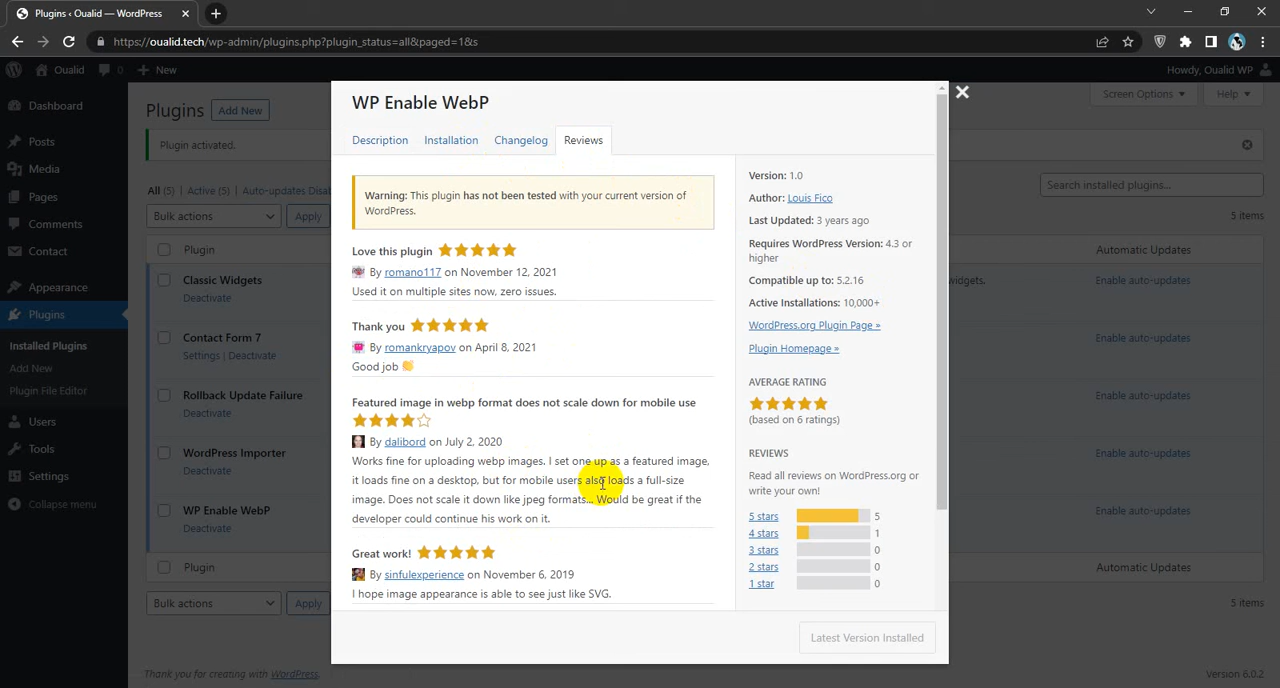 Plugins ‹ Oualid — WordPress
https://oualid.tech/wp-admin/plugins.php?plugin_status=all&paged=1&s
Oualid
0
New
Howdy, Oualid WP
Dashboard
Posts
Media
Pages
Comments
Contact
Appearance
Plugins
Installed Plugins
Add New
Plugin File Editor
Users
Tools
Settings
Collapse menu
Plugins
Add New
Screen Options
Help
Plugin activated.
All (5) | Active (5) | Auto-updates Disab
Bulk actions
Apply
Search installed plugins...
5 items
Plugin
Automatic Updates
Classic Widgets
Deactivate
widgets.
Enable auto-updates
Contact Form 7
Settings | Deactivate
Enable auto-updates
Rollback Update Failure
Deactivate
Enable auto-updates
WordPress Importer
Deactivate
Enable auto-updates
WP Enable WebP
Deactivate
Enable auto-updates
Plugin
Automatic Updates
Bulk actions
Apply
5 items
Thank you for creating with WordPress.
Version 6.0.2
WP Enable WebP
Description
Installation
Changelog
Reviews
Warning: This plugin has not been tested with your current version of
WordPress.
Love this plugin
By romano117 on November 12, 2021
Used it on multiple sites now, zero issues.
Thank you
By romankryapov on April 8, 2021
Good job 👏
Featured image in webp format does not scale down for mobile use
By dalibord on July 2, 2020
Works fine for uploading webp images. I set one up as a featured image,
it loads fine on a desktop, but for mobile users also loads a full-size
image. Does not scale it down like jpeg formats... Would be great if the
developer could continue his work on it.
Great work!
By sinfulexperience on November 6, 2019
I hope image appearance is able to see just like SVG.
Version: 1.0
Author: Louis Fico
Last Updated: 3 years ago
Requires WordPress Version: 4.3 or
higher
Compatible up to: 5.2.16
Active Installations: 10,000+
WordPress.org Plugin Page »
Plugin Homepage »
AVERAGE RATING
(based on 6 ratings)
REVIEWS
Read all reviews on WordPress.org or
write your own!
5 stars 5
4 stars 1
3 stars 0
2 stars 0
1 star 0
Latest Version Installed